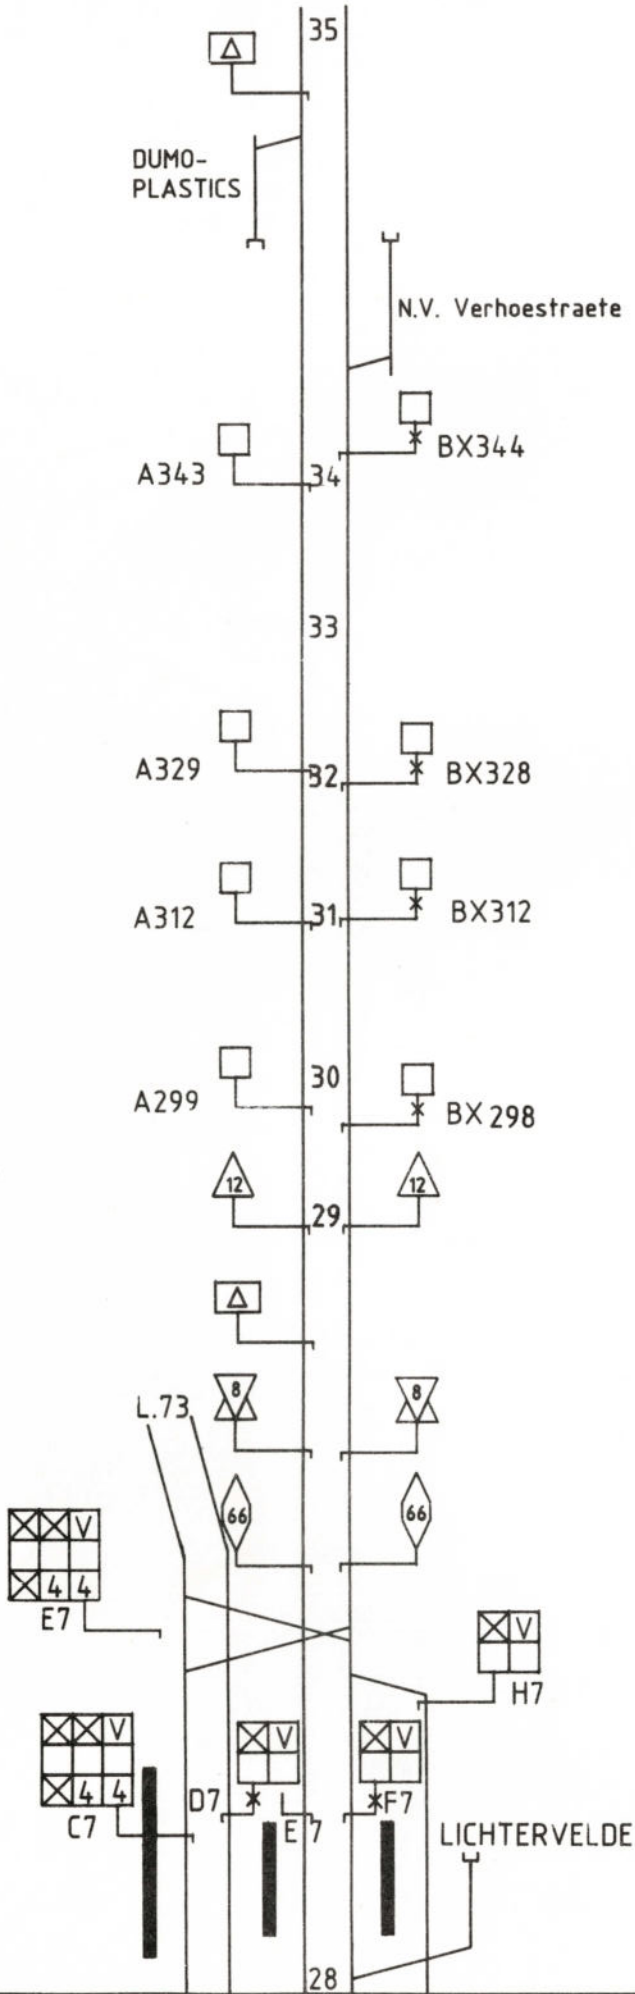 35
DUMO-
PLASTICS
N.V. Verhoestraete
A343
34
BX344
33
A329
32
BX328
A312
31
BX312
30
A299
BX 298
12
29
12
8
8
L.73
66
66
V
4 4
E7
V
H7
V
4 4
C7
V
D7
E7
V
F7
LICHTERVELDE
28